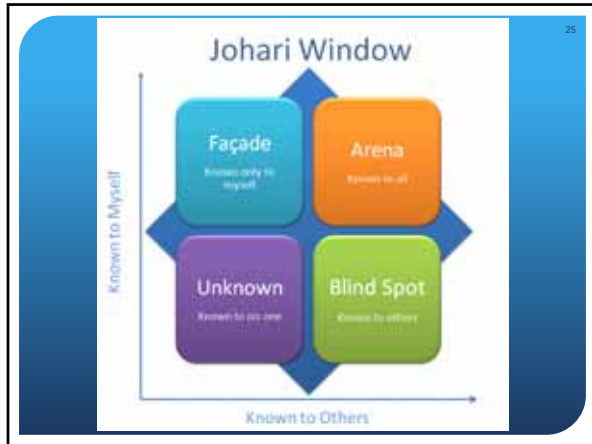 25
Johari Window
Façade
Known only to
myself
Arena
Known to all
Unknown
Known to no one
Blind Spot
Known to others
Known to Myself
Known to Others